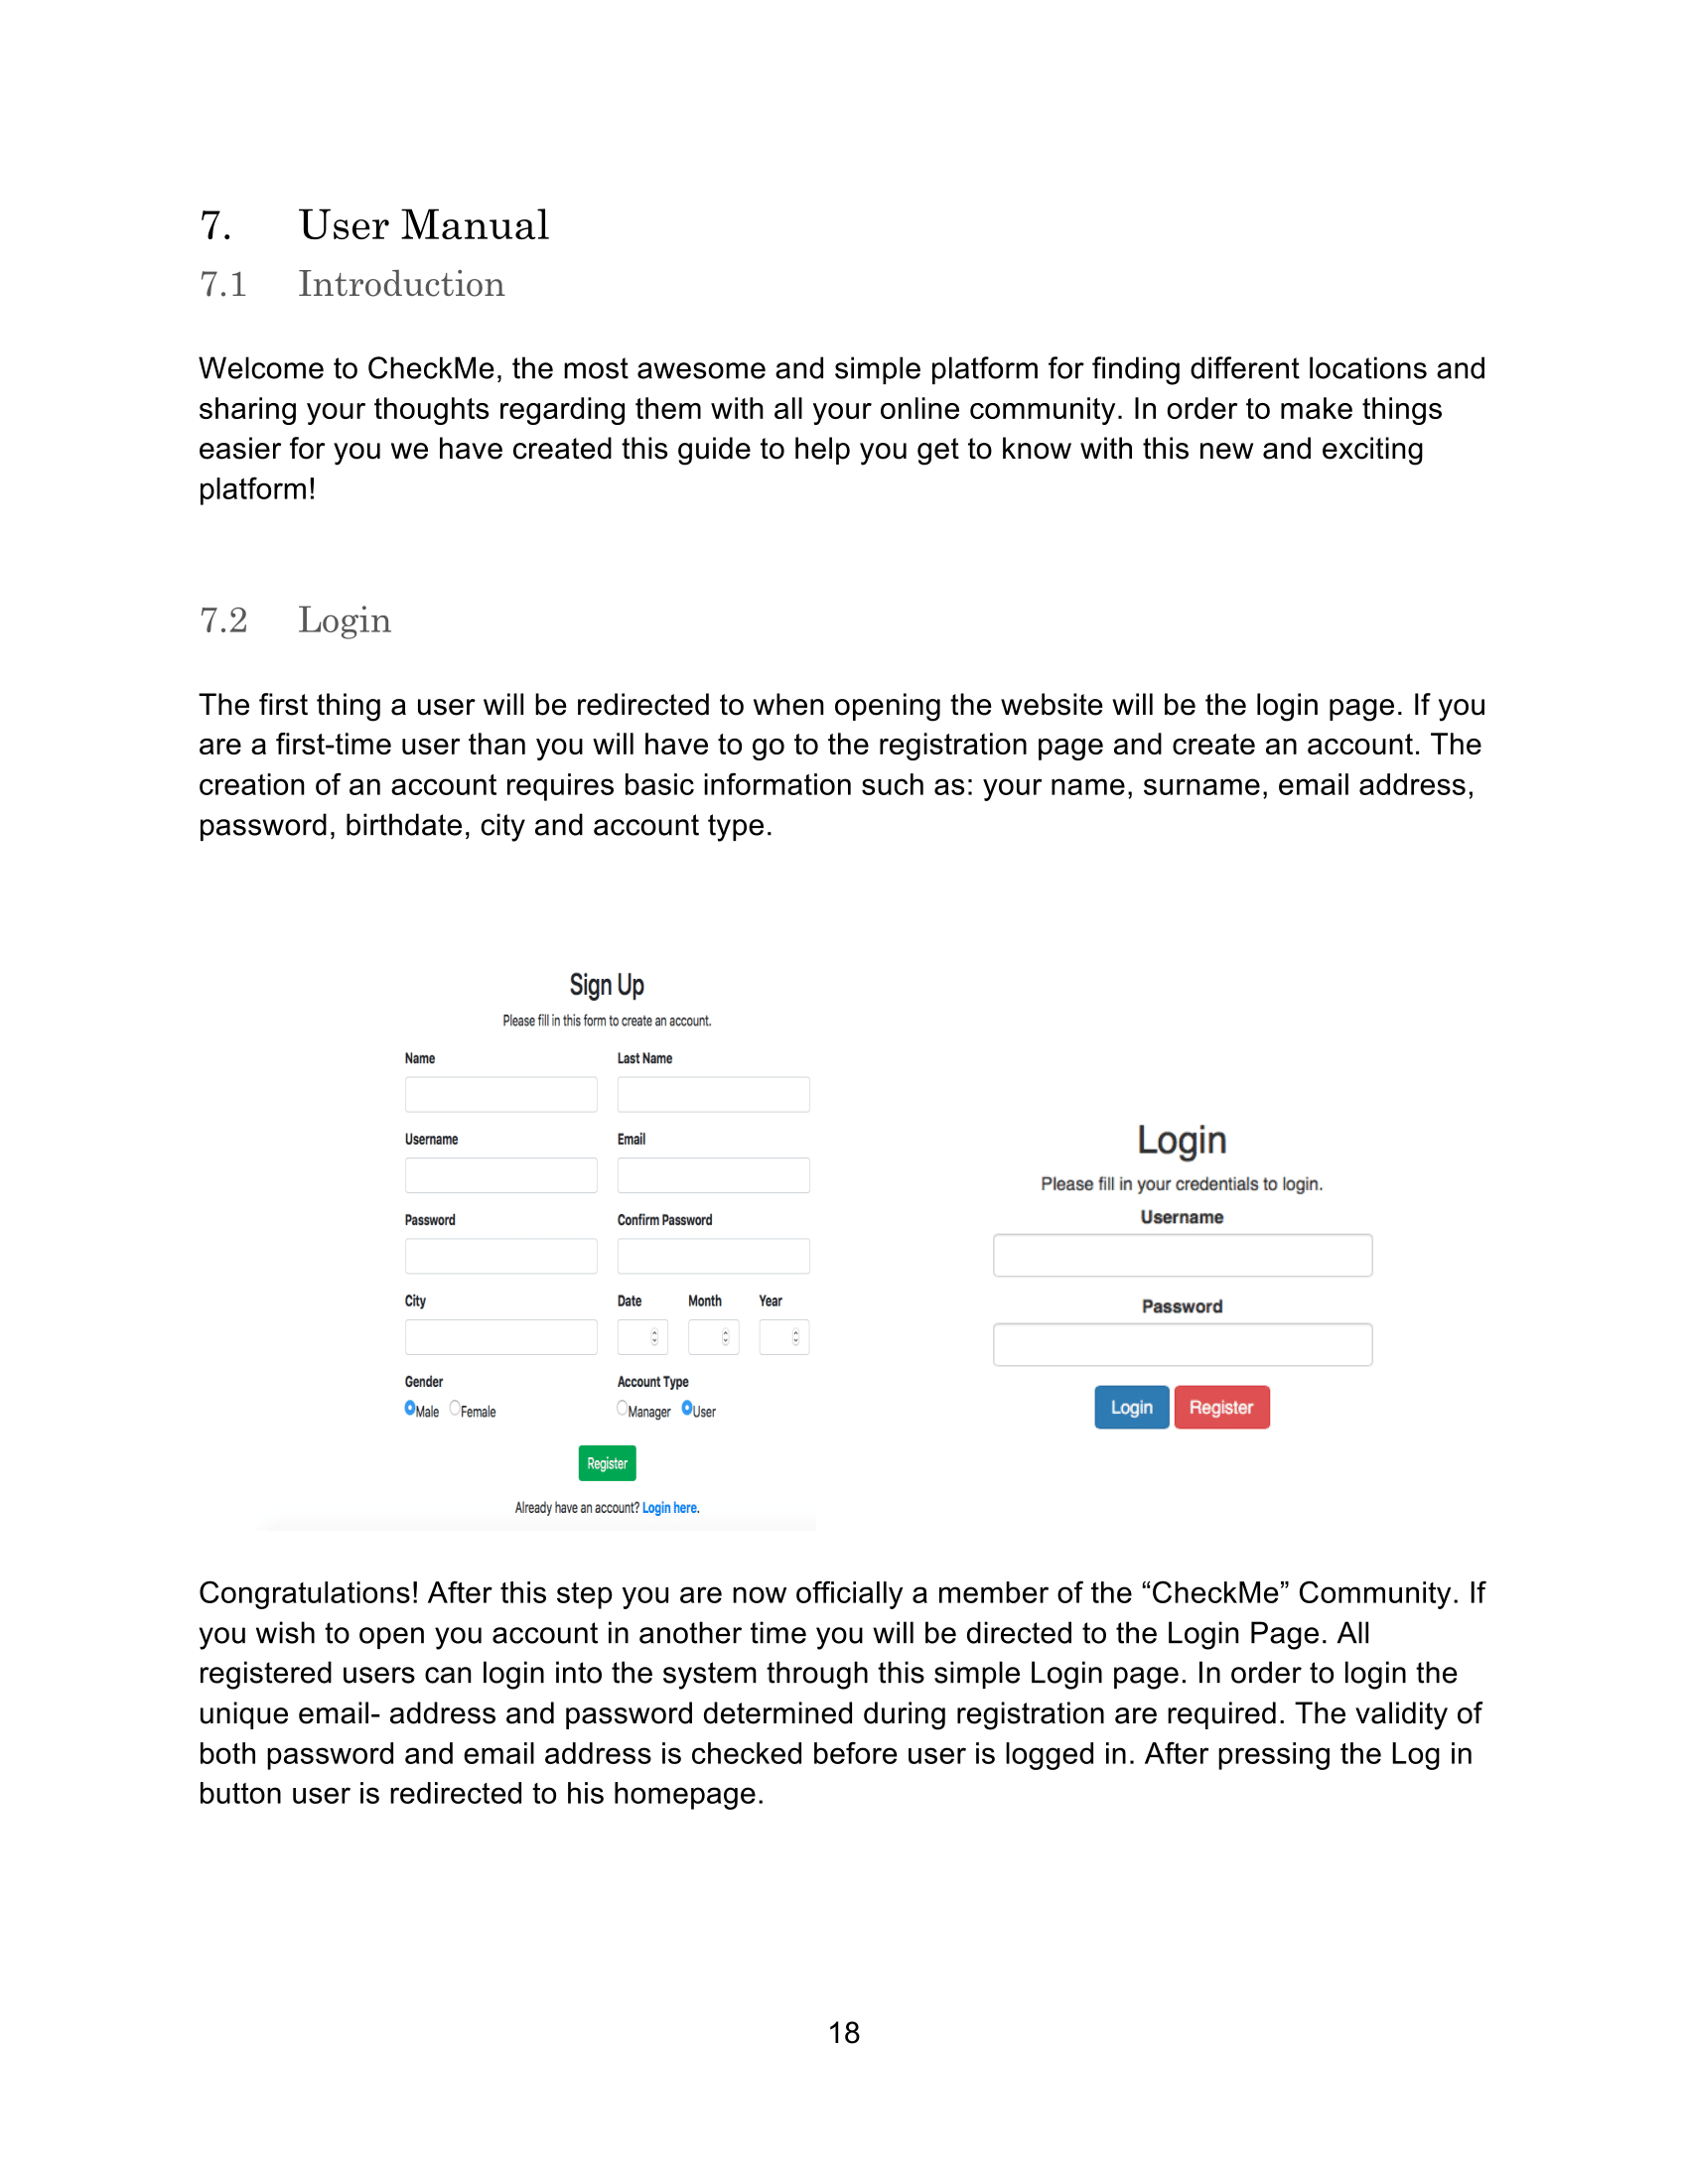 7. User Manual
7.1 Introduction
Welcome to CheckMe, the most awesome and simple platform for finding different locations and
sharing your thoughts regarding them with all your online community. In order to make things
easier for you we have created this guide to help you get to know with this new and exciting
platform!
7.2 Login
The first thing a user will be redirected to when opening the website will be the login page. If you
are a first-time user than you will have to go to the registration page and create an account. The
creation of an account requires basic information such as: your name, surname, email address,
password, birthdate, city and account type.
Sign Up
Please fill in this form to create an account.
Name Last Name
Username Email
Password Confirm Password
City Date Month Year
Gender Account Type
Male Female Manager User
Register
Already have an account? Login here.
Login
Please fill in your credentials to login.
Username
Password
Login Register
Congratulations! After this step you are now officially a member of the “CheckMe” Community. If
you wish to open you account in another time you will be directed to the Login Page. All
registered users can login into the system through this simple Login page. In order to login the
unique email- address and password determined during registration are required. The validity of
both password and email address is checked before user is logged in. After pressing the Log in
button user is redirected to his homepage.
18